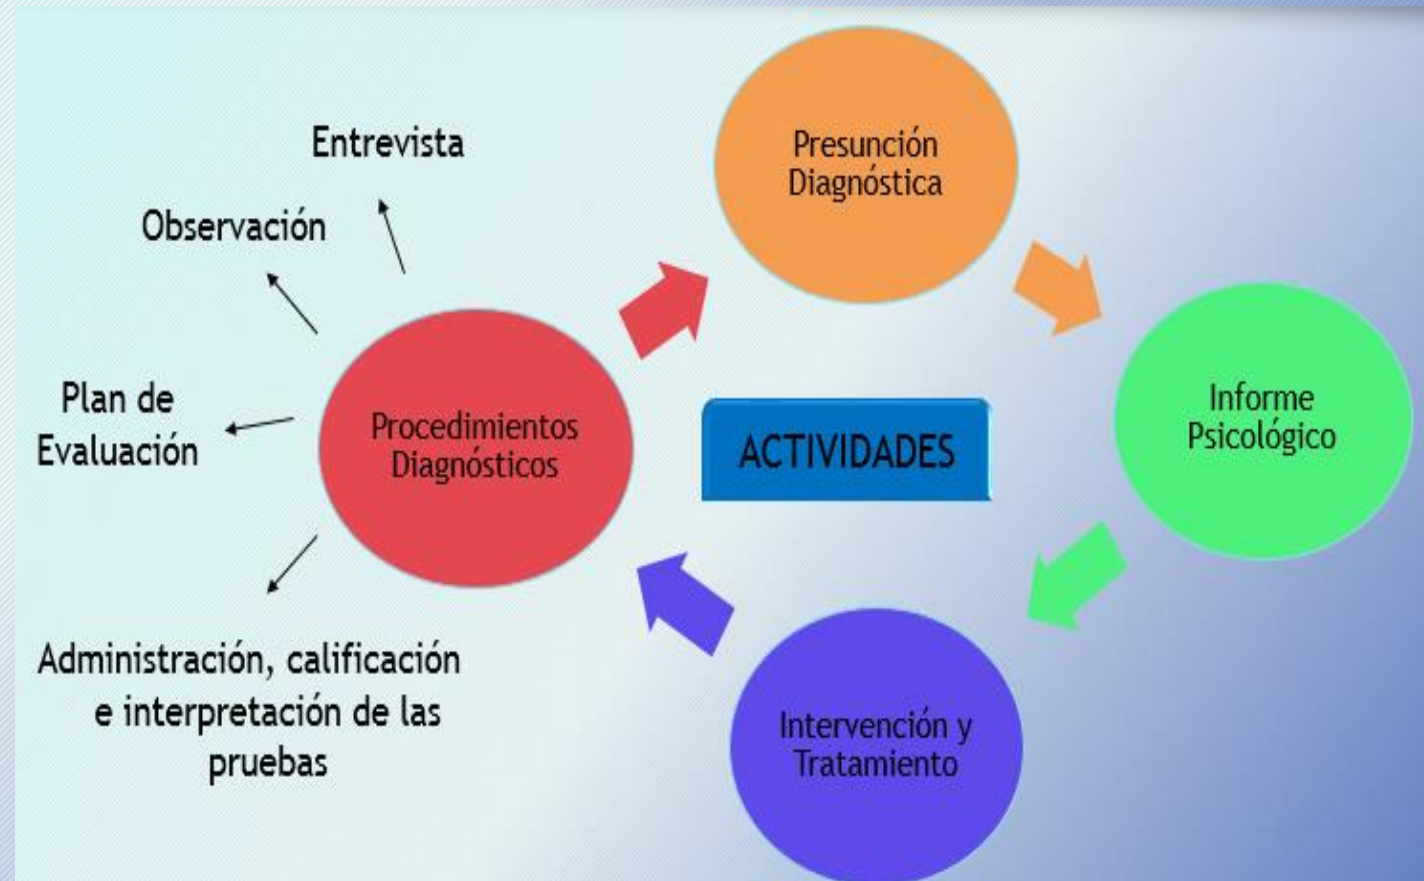 Entrevista
Observación
Plan de
Evaluación
Administración, calificación
e interpretación de las
pruebas
Procedimientos
Diagnósticos
Presunción
Diagnóstica
ACTIVIDADES
Informe
Psicológico
Intervención y
Tratamiento